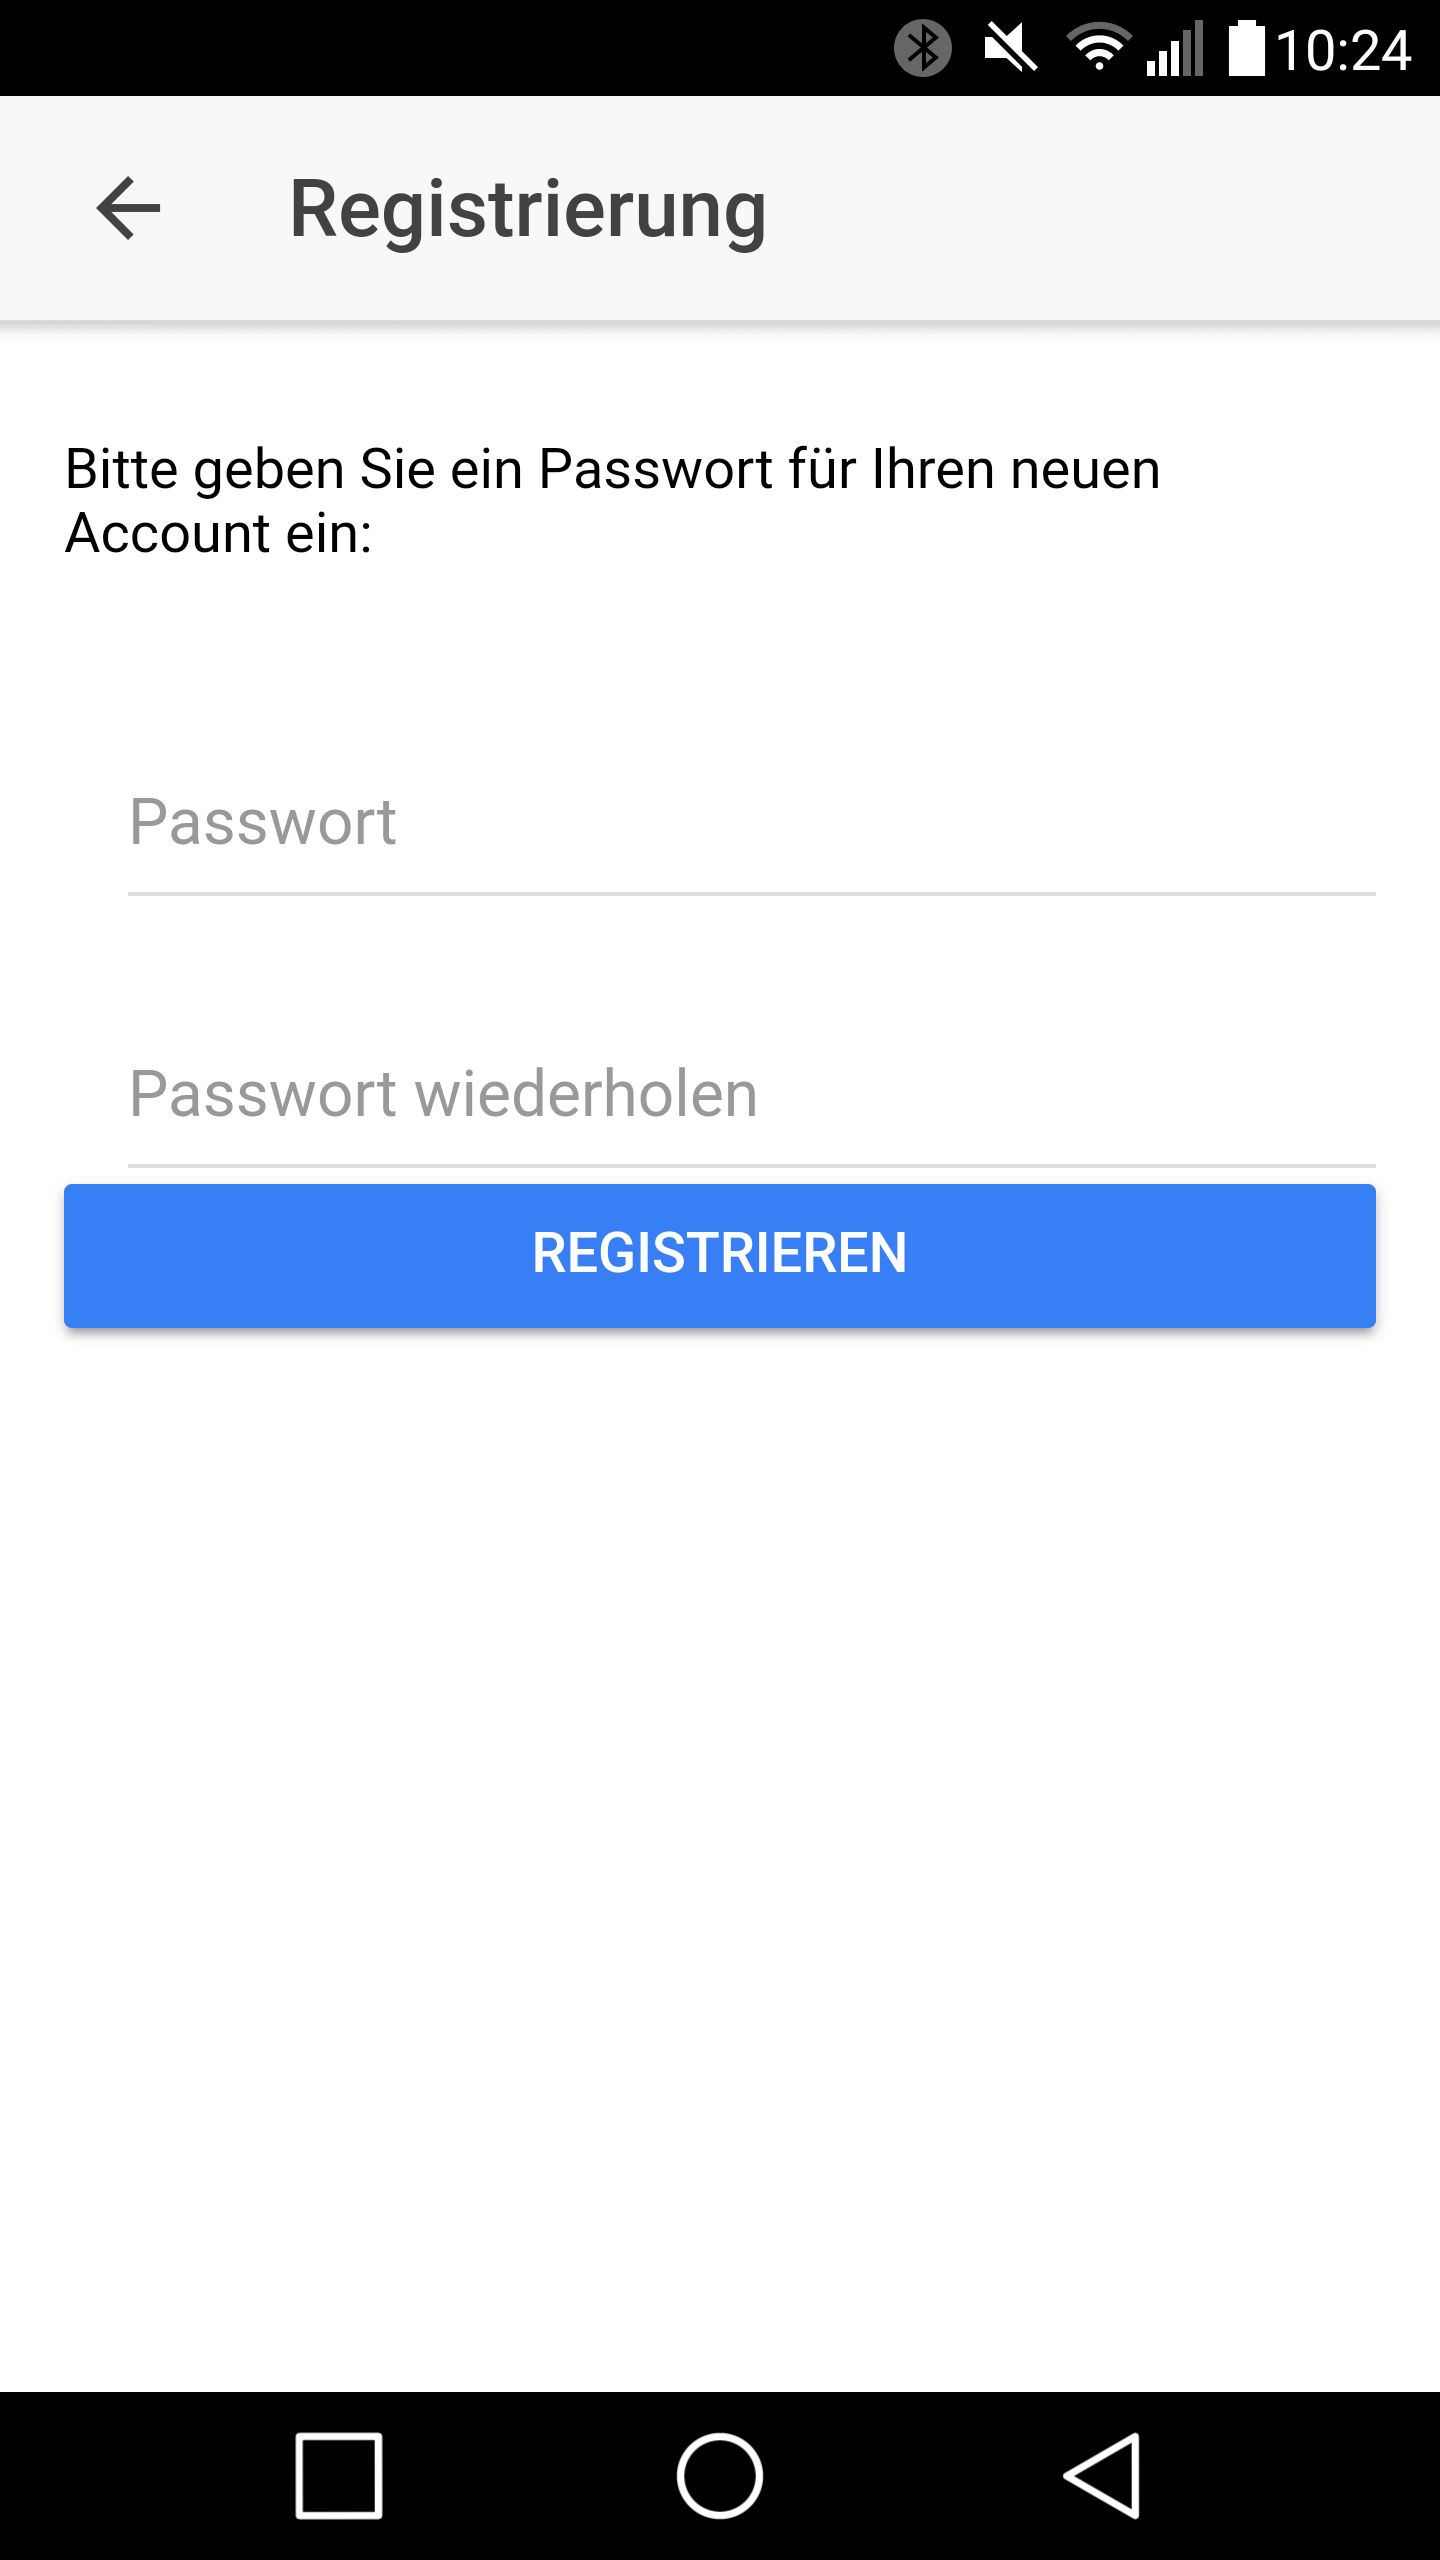 10:24
Registrierung
Bitte geben Sie ein Passwort für Ihren neuen
Account ein:
Passwort
Passwort wiederholen
REGISTRIEREN